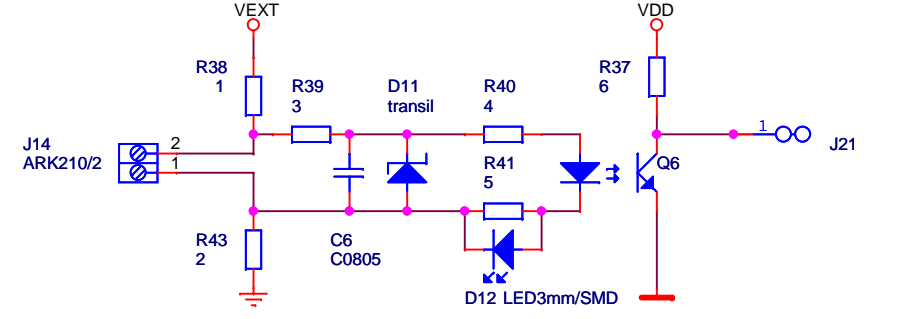 VEXT
VDD
R38
1
R39
3
D11
transil
R40
4
R37
6
J14
ARK210/2
2
1
1
J21
R41
5
Q6
R43
2
C6
C0805
D12 LED3mm/SMD